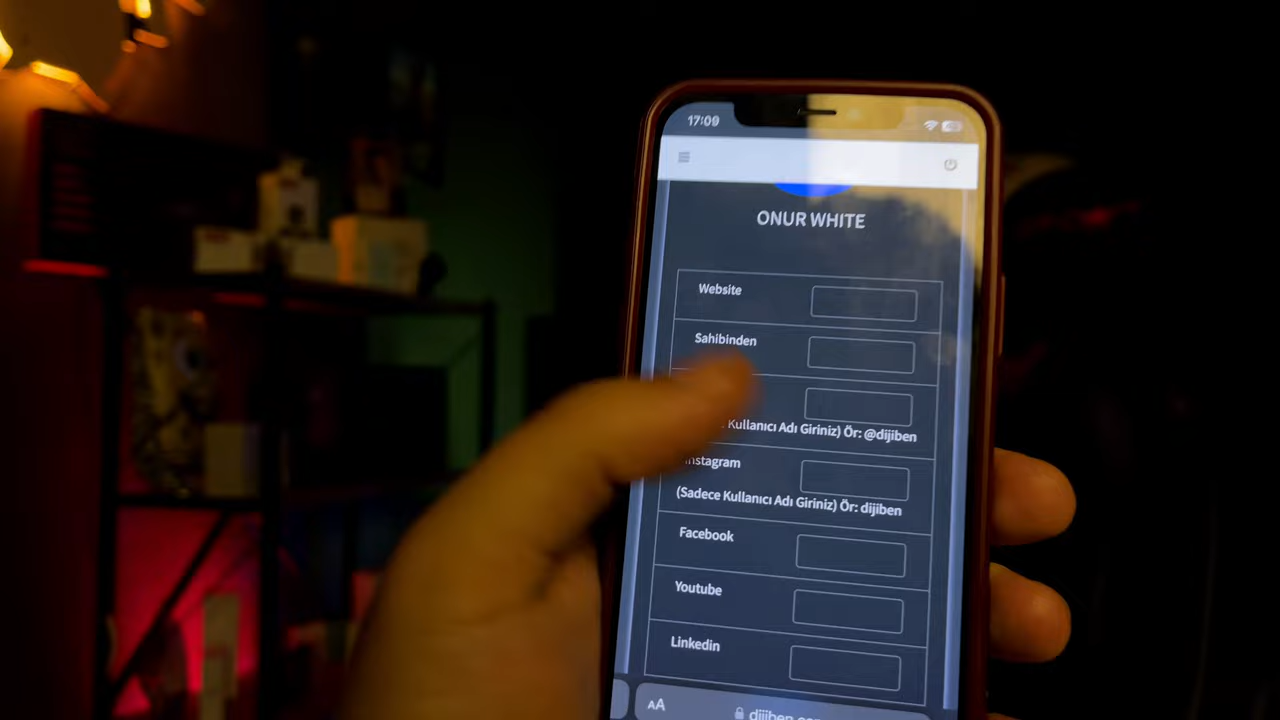 17:09
ONUR WHITE
Website
Sahibinden
Kullanıcı Adı Giriniz) Ör: @dijiben
Instagram
(Sadece Kullanıcı Adı Giriniz) Ör: dijiben
Facebook
Youtube
Linkedin
AA